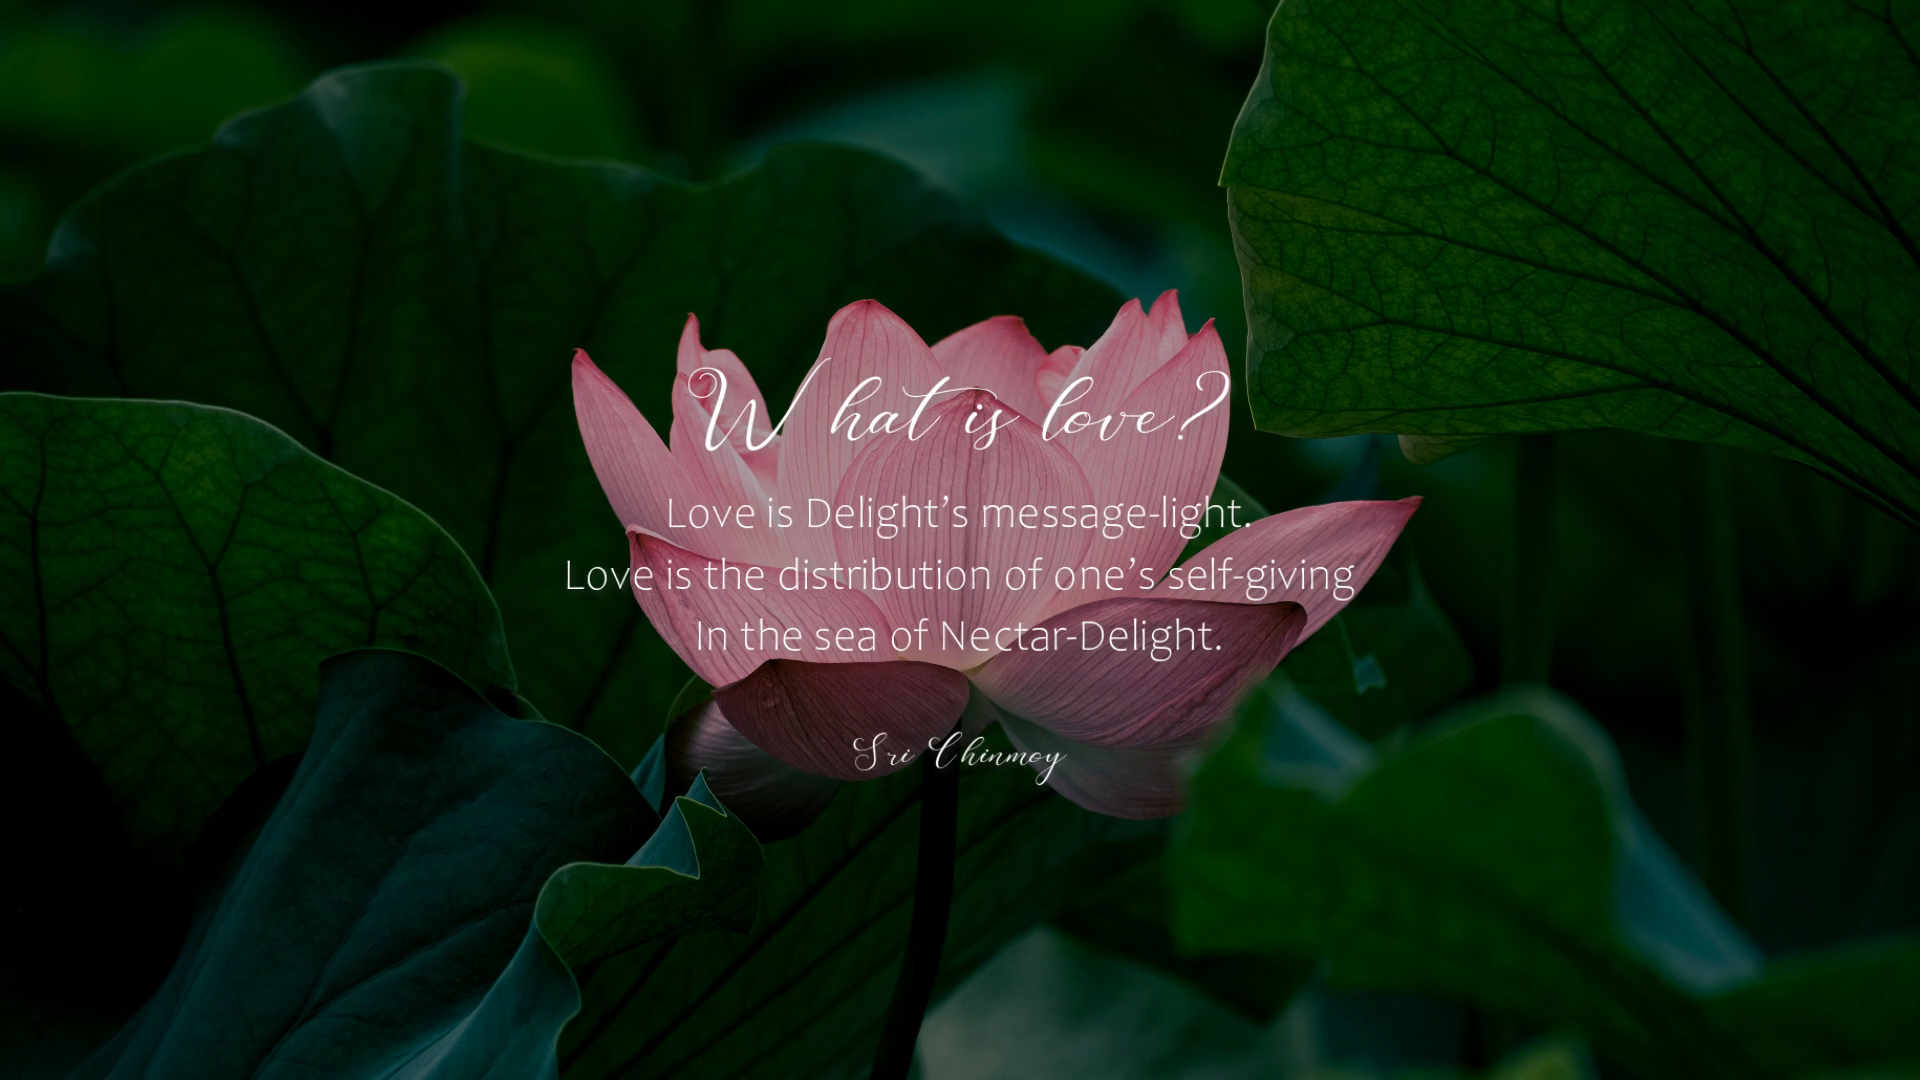 What is love?
Love is Delight’s message-light.
Love is the distribution of one’s self-giving
In the sea of Nectar-Delight.
Sri Chinmoy